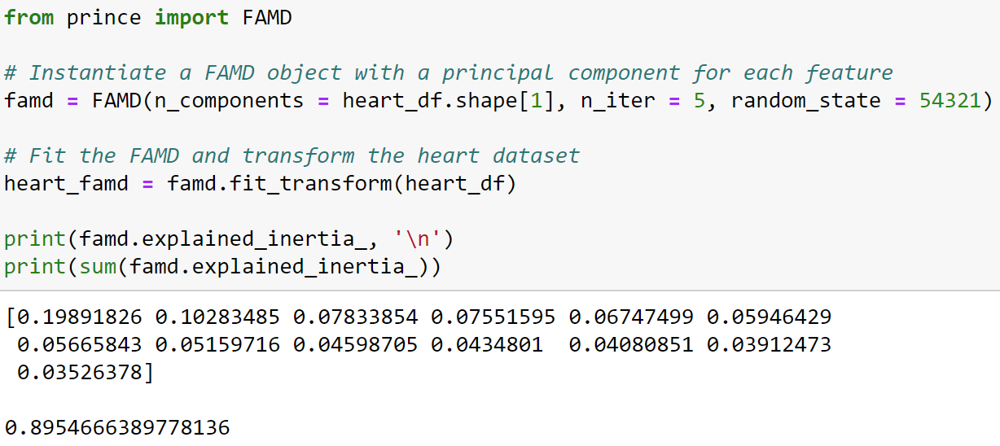 from prince import FAMD
# Instantiate a FAMD object with a principal component for each feature
famd = FAMD(n_components = heart_df.shape[1], n_iter = 5, random_state = 54321)
# Fit the FAMD and transform the heart dataset
heart_famd = famd.fit_transform(heart_df)
print(famd.explained_inertia_, '\n')
print(sum(famd.explained_inertia_))
[0.19891826 0.10283485 0.07833854 0.07551595 0.06747499 0.05946429
0.05665843 0.05159716 0.04598705 0.0434801  0.04080851 0.03912473
0.03526378]
0.8954666389778136